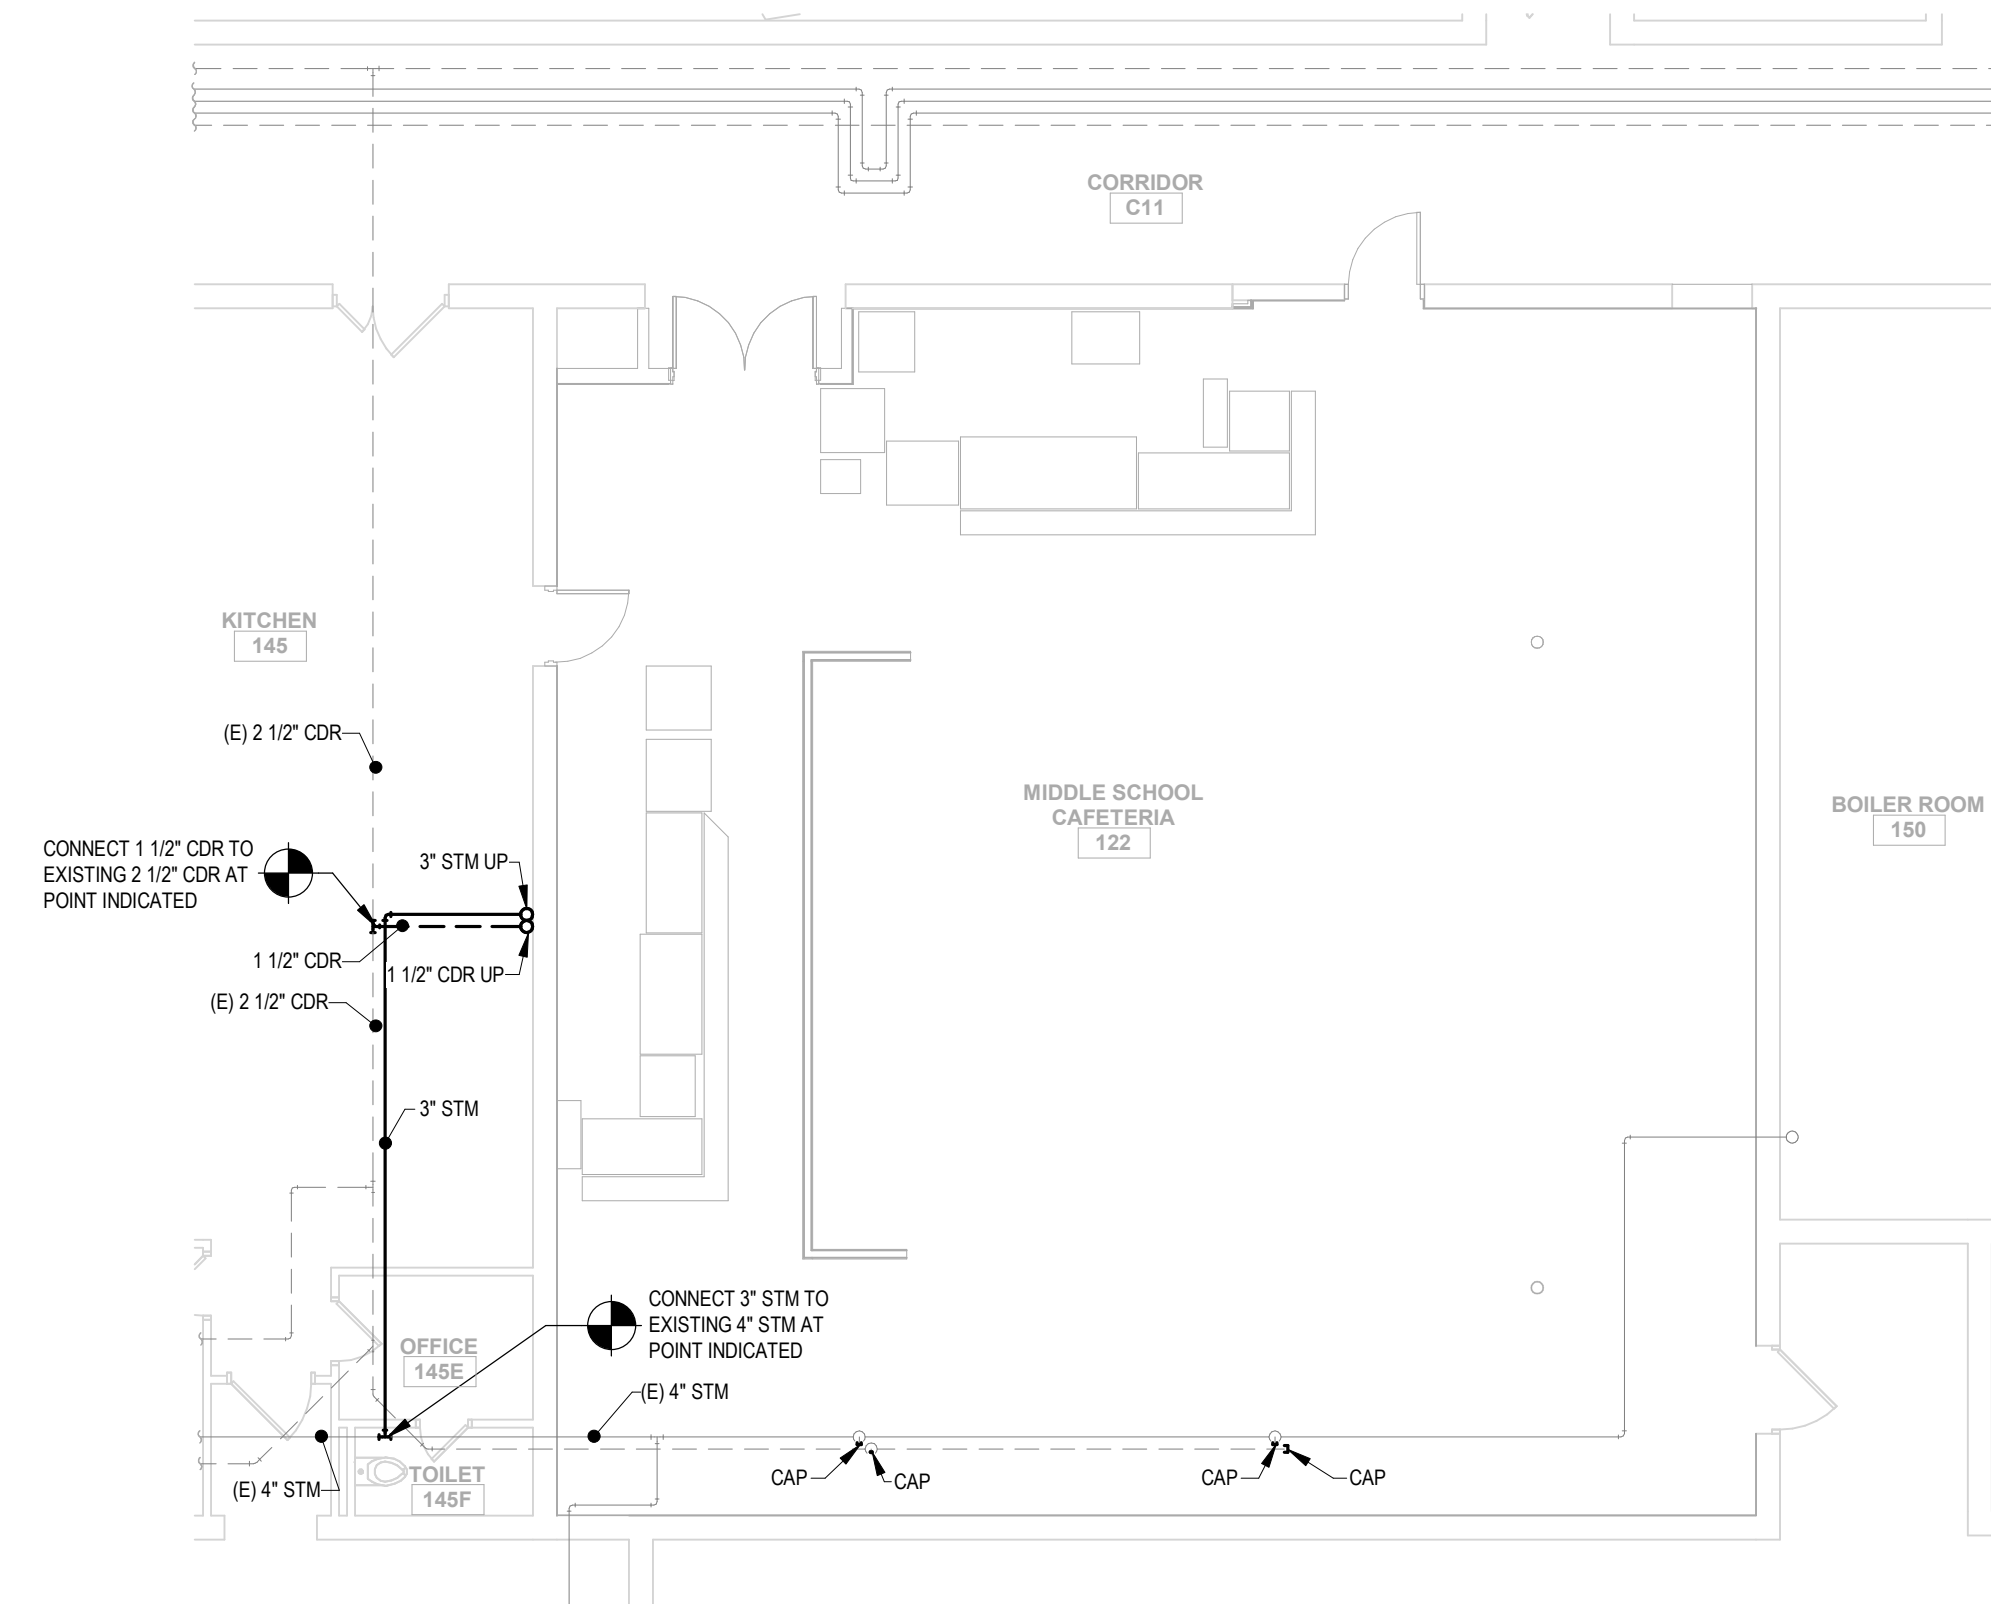 CORRIDOR
C11
KITCHEN
145
(E) 2 1/2" CDR
MIDDLE SCHOOL
CAFETERIA
122
BOILER ROOM
150
CONNECT 1 1/2" CDR TO
EXISTING 2 1/2" CDR AT
POINT INDICATED
3" STM UP
1 1/2" CDR
1 1/2" CDR UP
(E) 2 1/2" CDR
3" STM
CONNECT 3" STM TO
EXISTING 4" STM AT
POINT INDICATED
OFFICE
145E
(E) 4" STM
TOILET
145F
(E) 4" STM
CAP
CAP
CAP
CAP